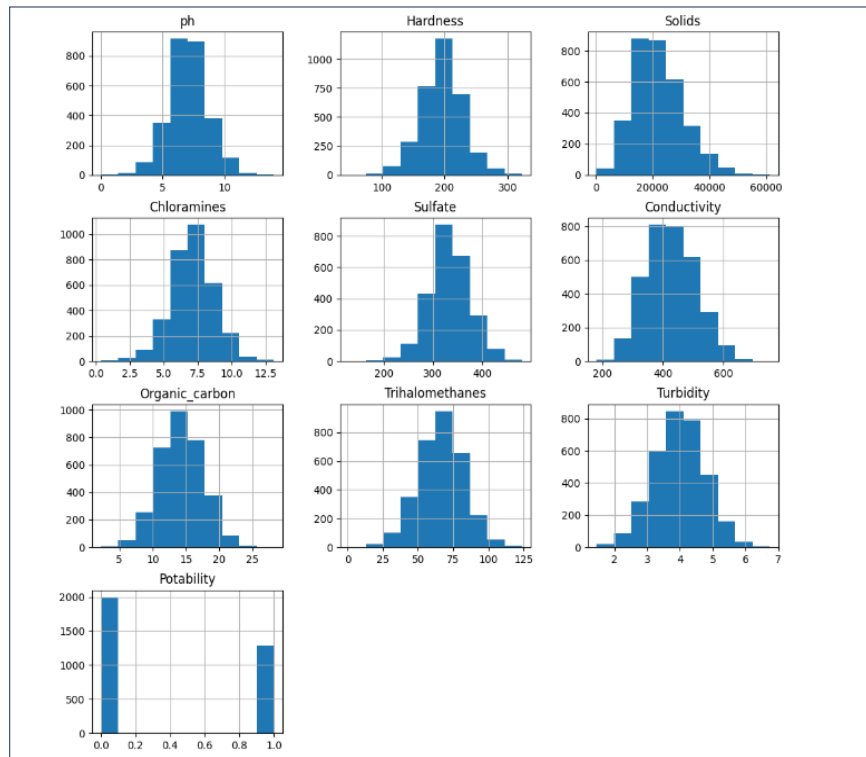 ph Hardness Solids
800 600 400 200 0
1000 750 500 250 0
800 600 400 200 0
5 10 0
100 200 300
0 20000 40000 60000
Chloramines Sulfate Conductivity
1000 800 600 400 200 0
800 600 400 200 0
800 600 400 200 0
0.0 2.5 5.0 7.5 10.0 12.5
200 300 400
200 400 600
Organic_carbon Trihalomethanes Turbidity
1000 800 600 400 200 0
800 600 400 200 0
800 600 400 200 0
5 10 15 20 25
0 25 50 75 100 125
2 3 4 5 6 7
Potability
2000
1500
1000
500
0
0.0 0.2 0.4 0.6 0.8 1.0